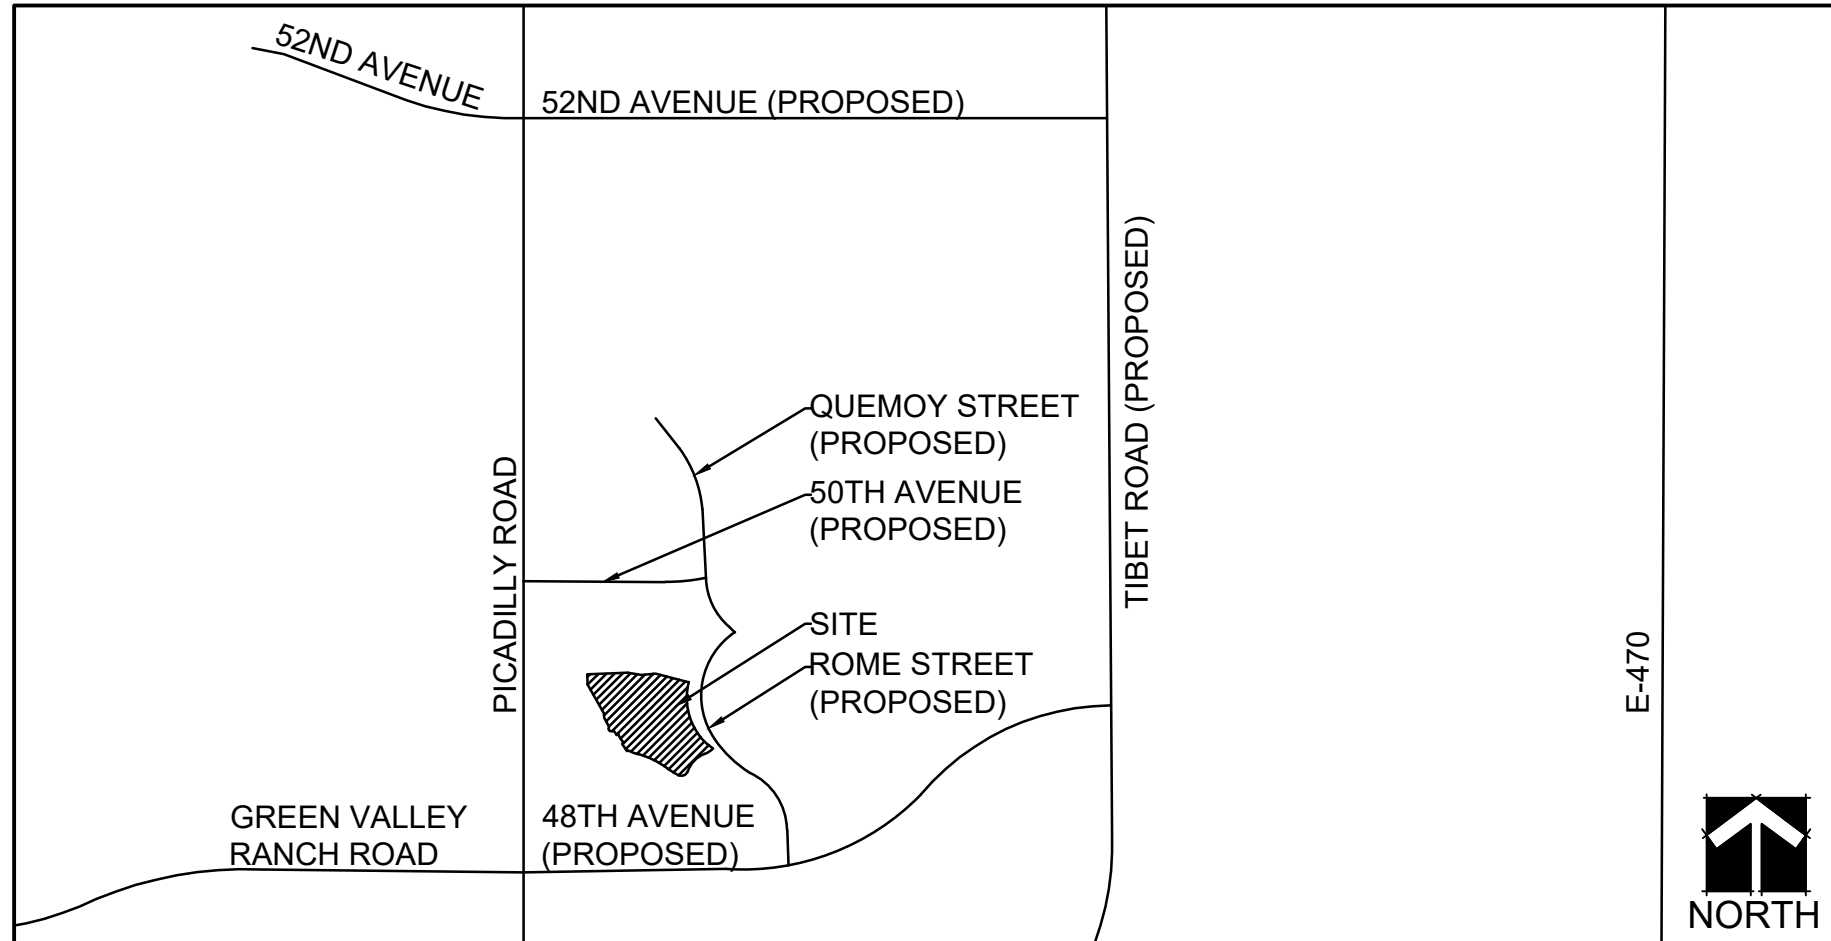 52ND AVENUE
52ND AVENUE (PROPOSED)
TIBET ROAD (PROPOSED)
QUEMOY STREET
(PROPOSED)
PICADILLY ROAD
50TH AVENUE
(PROPOSED)
SITE
ROME STREET
(PROPOSED)
E-470
GREEN VALLEY
RANCH ROAD
48TH AVENUE
(PROPOSED)
NORTH